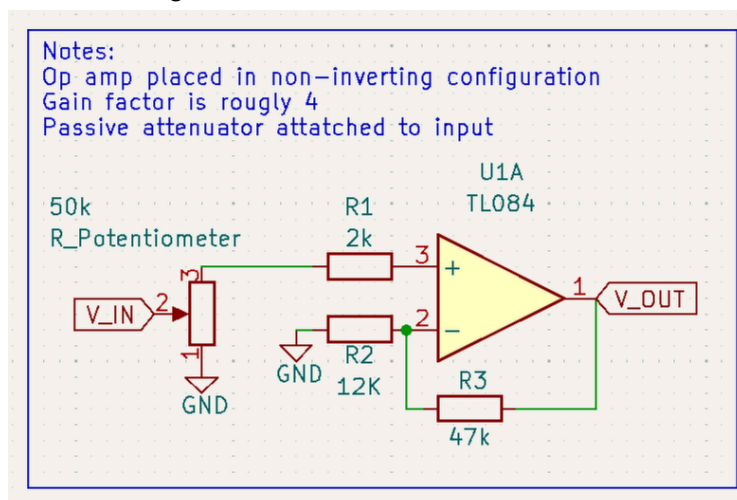 Notes:
Op amp placed in non-inverting configuration
Gain factor is rougly 4
Passive attenuator attatched to input
U1A
TL084
50k
R_Potentiometer
R1
2k
3
3
+
V_IN
2
1
V_OUT
2
-
1
GND
GND
R2
12K
R3
47k